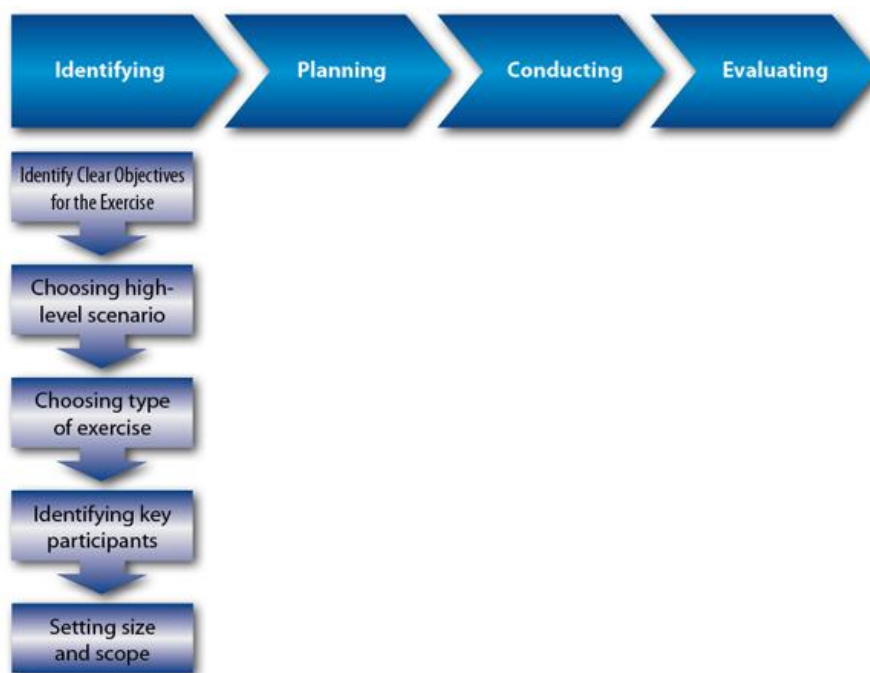 Identifying
Planning
Conducting
Evaluating
Identify Clear Objectives
for the Exercise
Choosing high-
level scenario
Choosing type
of exercise
Identifying key
participants
Setting size
and scope